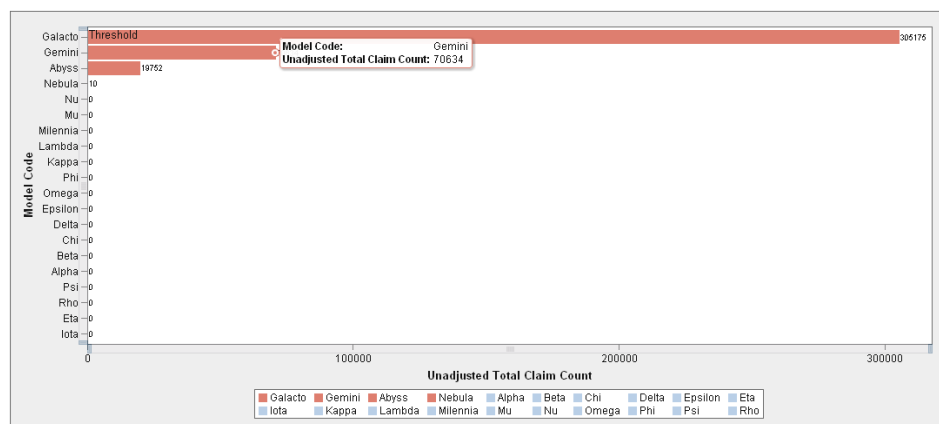 Galacto Threshold 305175
Gemini
Model Code: Gemini
Unadjusted Total Claim Count: 70634
Abyss 19752
Nebula 10
Nu 0
Mu 0
Milennia 0
Lambda 0
Kappa 0
Phi 0
Omega 0
Epsilon 0
Delta 0
Chi 0
Beta 0
Alpha 0
Psi 0
Rho 0
Eta 0
Iota 0
Model Code
0 100000 200000 300000
Unadjusted Total Claim Count
Galacto Gemini Abyss Nebula Alpha Beta Chi Delta Epsilon Eta
Iota Kappa Lambda Milennia Mu Nu Omega Phi Psi Rho